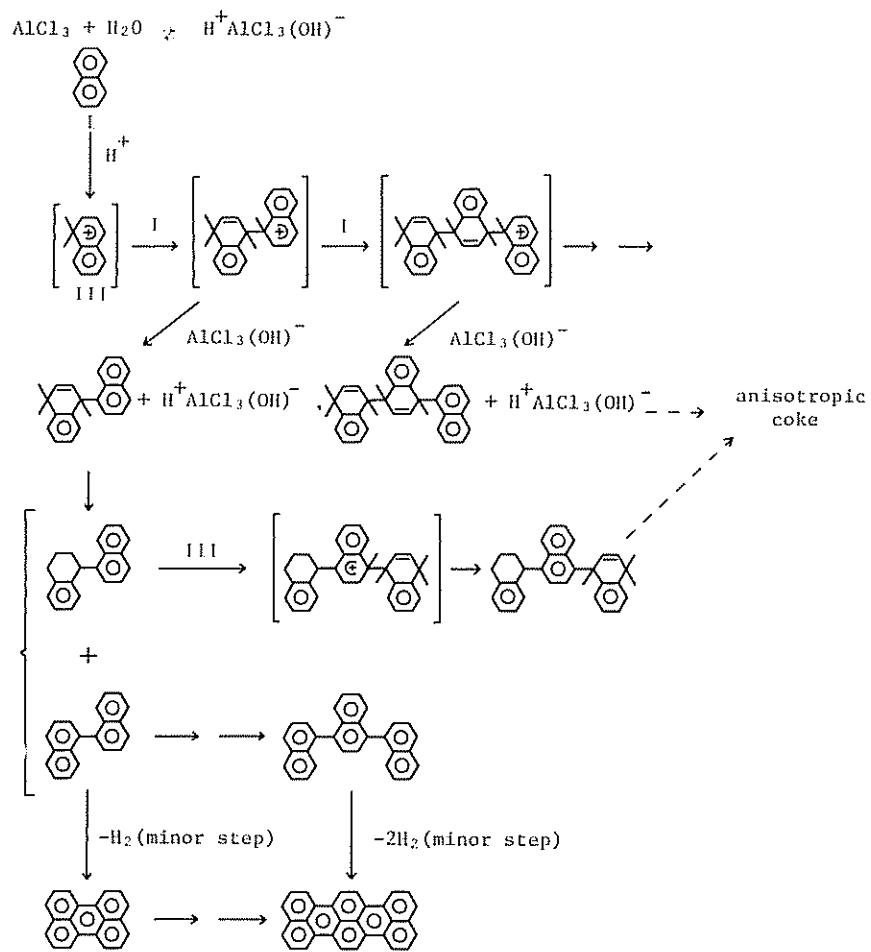 AlCl₃ + H₂O ⇌ H⁺AlCl₃(OH)⁻
I
H⁺
I
I
III
AlCl₃(OH)⁻
AlCl₃(OH)⁻
+ H⁺AlCl₃(OH)⁻ ,
+ H⁺AlCl₃(OH)⁻
anisotropic
coke
III
+
-H₂(minor step)
-2H₂(minor step)